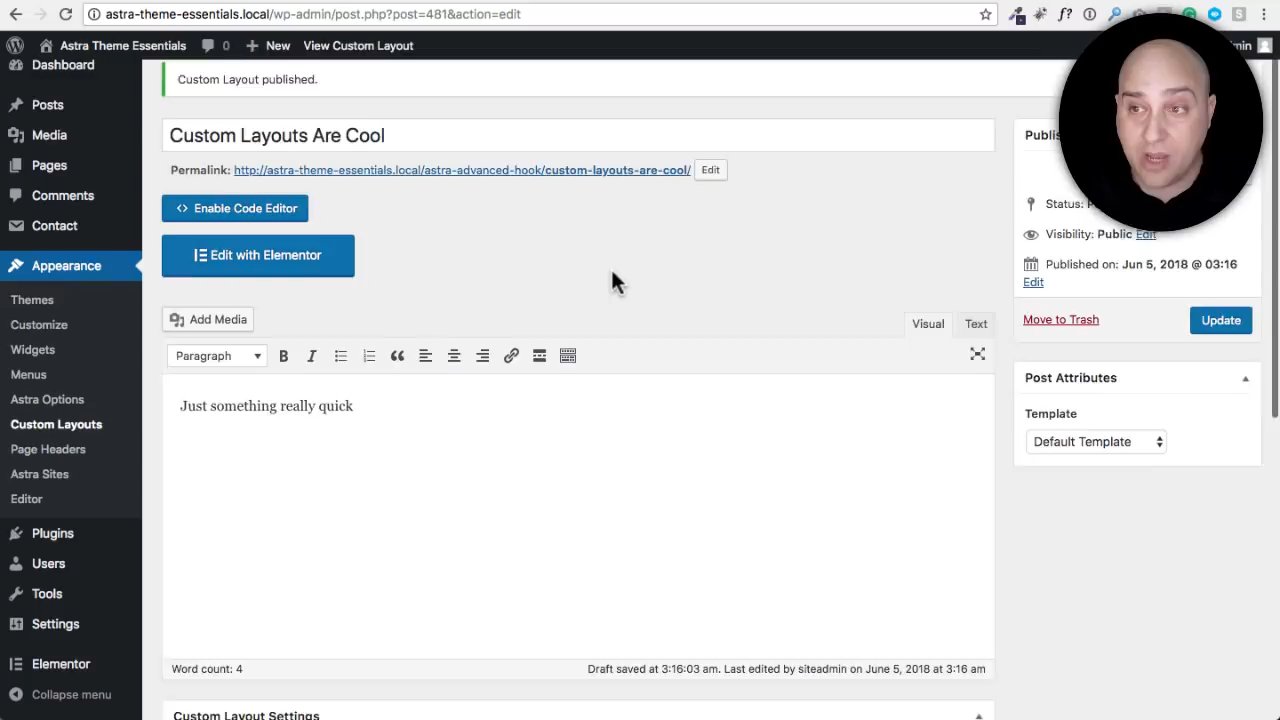 astra-theme-essentials.local/wp-admin/post.php?post=481&action=edit
Astra Theme Essentials 0 + New View Custom Layout
Dashboard
Posts
Media
Pages
Comments
Contact
Appearance
Themes
Customize
Widgets
Menus
Astra Options
Custom Layouts
Page Headers
Astra Sites
Editor
Plugins
Users
Tools
Settings
Elementor
Collapse menu
Custom Layout published.
Custom Layouts Are Cool
Permalink: http://astra-theme-essentials.local/astra-advanced-hook/custom-layouts-are-cool/ Edit
<> Enable Code Editor
Edit with Elementor
Add Media
Visual Text
Paragraph B I
Just something really quick
Word count: 4
Draft saved at 3:16:03 am. Last edited by siteadmin on June 5, 2018 at 3:16 am
Custom Layout Settings
Status:
Visibility: Public Edit
Published on: Jun 5, 2018 @ 03:16
Edit
Move to Trash Update
Post Attributes
Template
Default Template